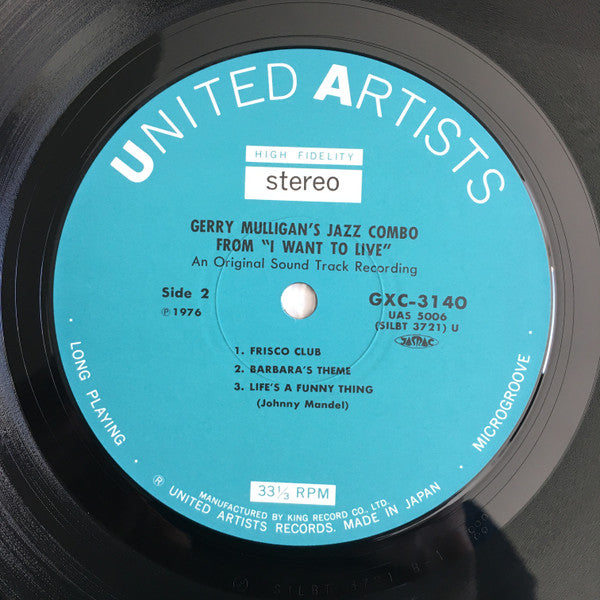 UNITED ARTISTS
HIGH FIDELITY
stereo
GERRY MULLIGAN'S JAZZ COMBO
FROM "I WANT TO LIVE"
An Original Sound Track Recording
Side 2
℗ 1976
GXC-3140
UAS 5006
(SILBT 3721) U
JASRAC
1. FRISCO CLUB
2. BARBARA'S THEME
3. LIFE'S A FUNNY THING
(Johnny Mandel)
· LONG PLAYING ·
· MICROGROOVE ·
33⅓ RPM
MANUFACTURED BY KING RECORD CO., LTD.
® UNITED ARTISTS RECORDS. MADE IN JAPAN
SILBT 3721 B-1